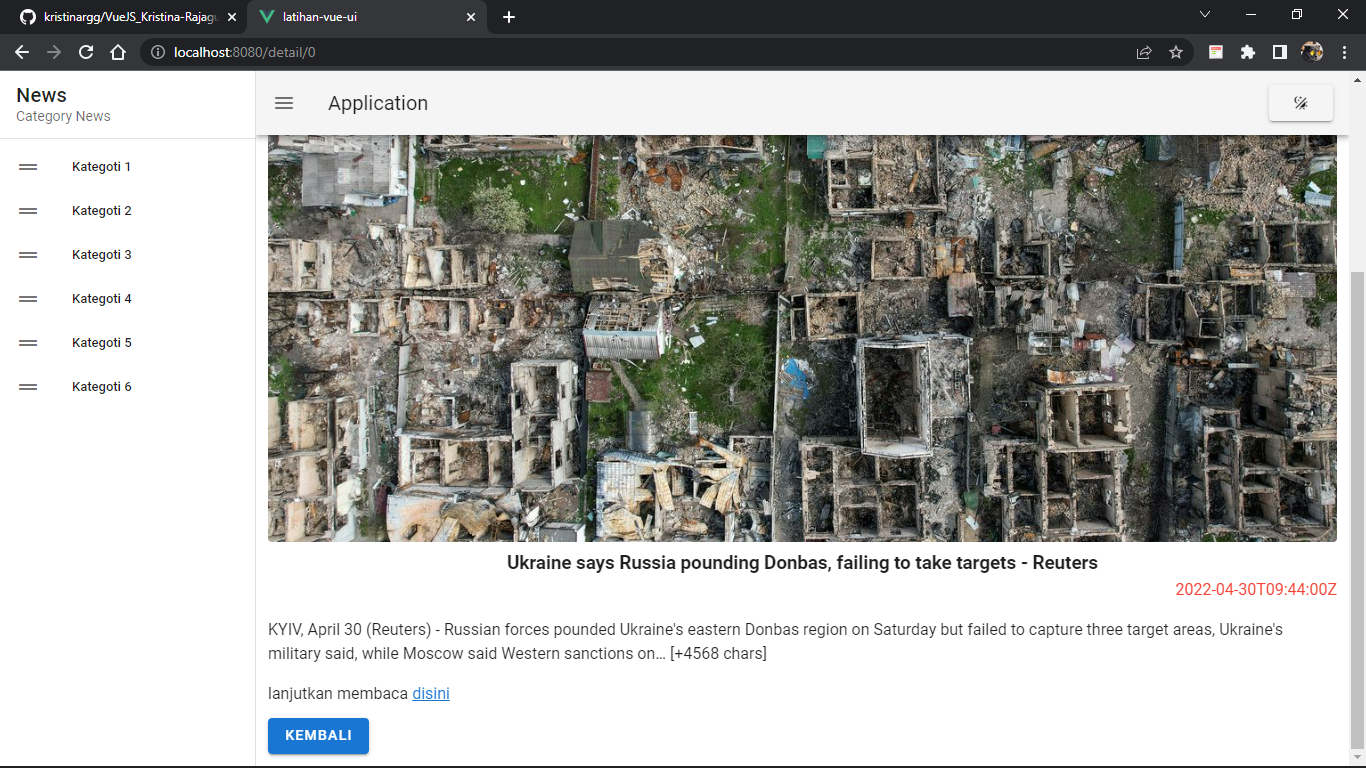 kristinargg/VueJS_Kristina-Rajagu
latihan-vue-ui
localhost:8080/detail/0
News
Category News
Application
Kategoti 1
Kategoti 2
Kategoti 3
Kategoti 4
Kategoti 5
Kategoti 6
Ukraine says Russia pounding Donbas, failing to take targets - Reuters
2022-04-30T09:44:00Z
KYIV, April 30 (Reuters) - Russian forces pounded Ukraine's eastern Donbas region on Saturday but failed to capture three target areas, Ukraine's
military said, while Moscow said Western sanctions on… [+4568 chars]
lanjutkan membaca disini
KEMBALI